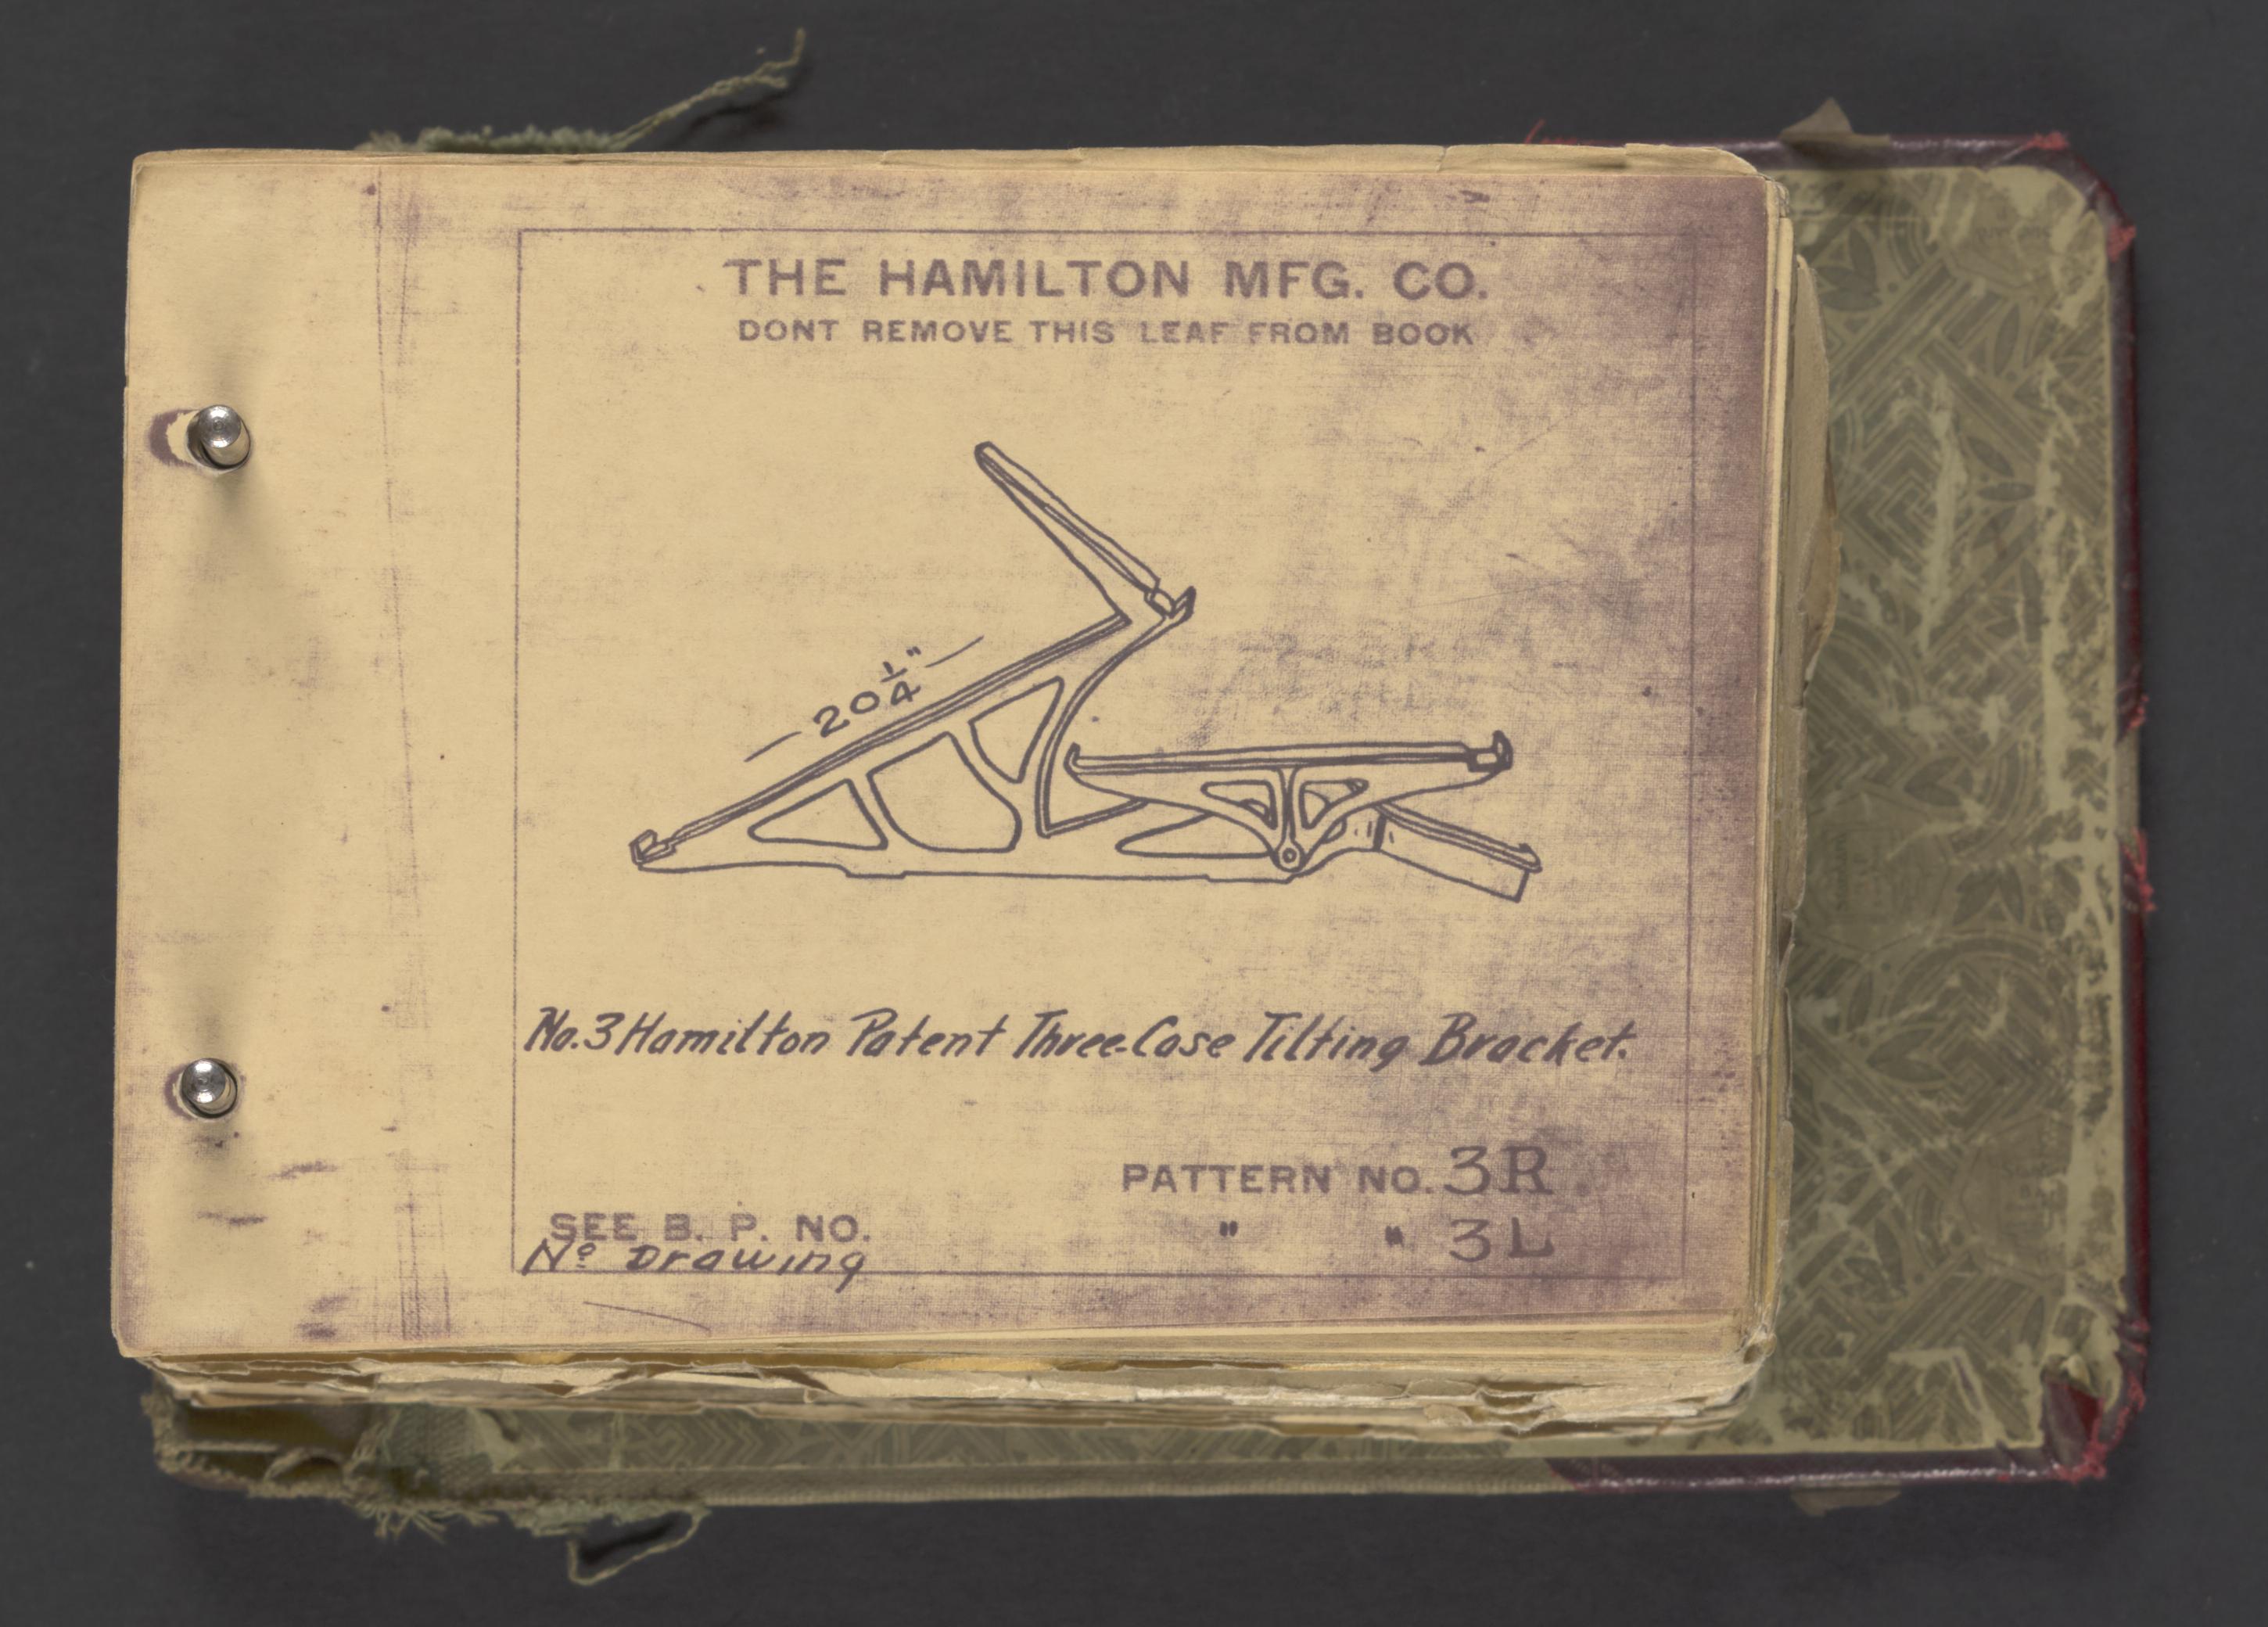 THE HAMILTON MFG. CO.
DONT REMOVE THIS LEAF FROM BOOK
20 1/4"
No. 3 Hamilton Patent Three-Case Tilting Bracket.
PATTERN NO. 3R.
" " 3L
SEE B. P. NO.
No Drawing